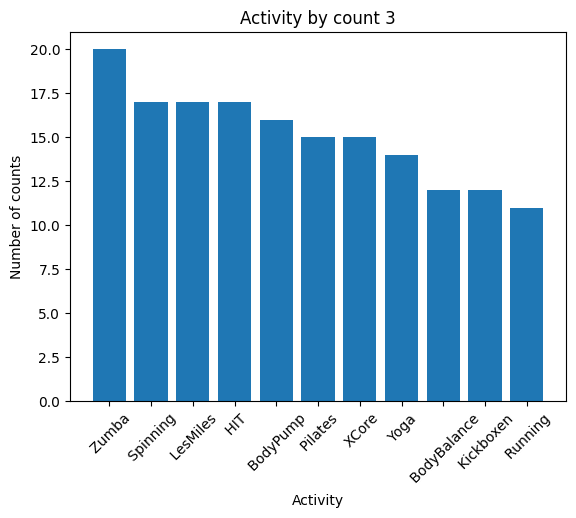 Activity by count 3
Number of counts
20.0
17.5
15.0
12.5
10.0
7.5
5.0
2.5
0.0
Zumba
Spinning
LesMiles
HIT
BodyPump
Pilates
XCore
Yoga
BodyBalance
Kickboxen
Running
Activity